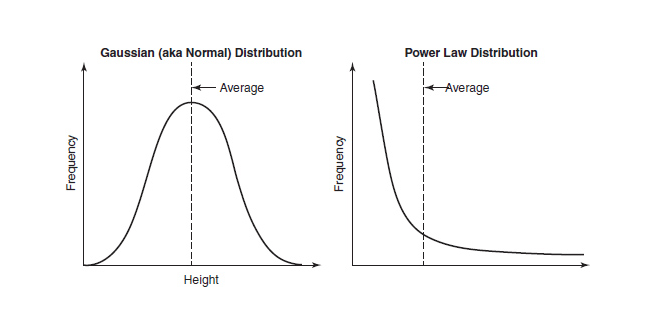 Gaussian (aka Normal) Distribution
Average
Frequency
Height
Power Law Distribution
Average
Frequency